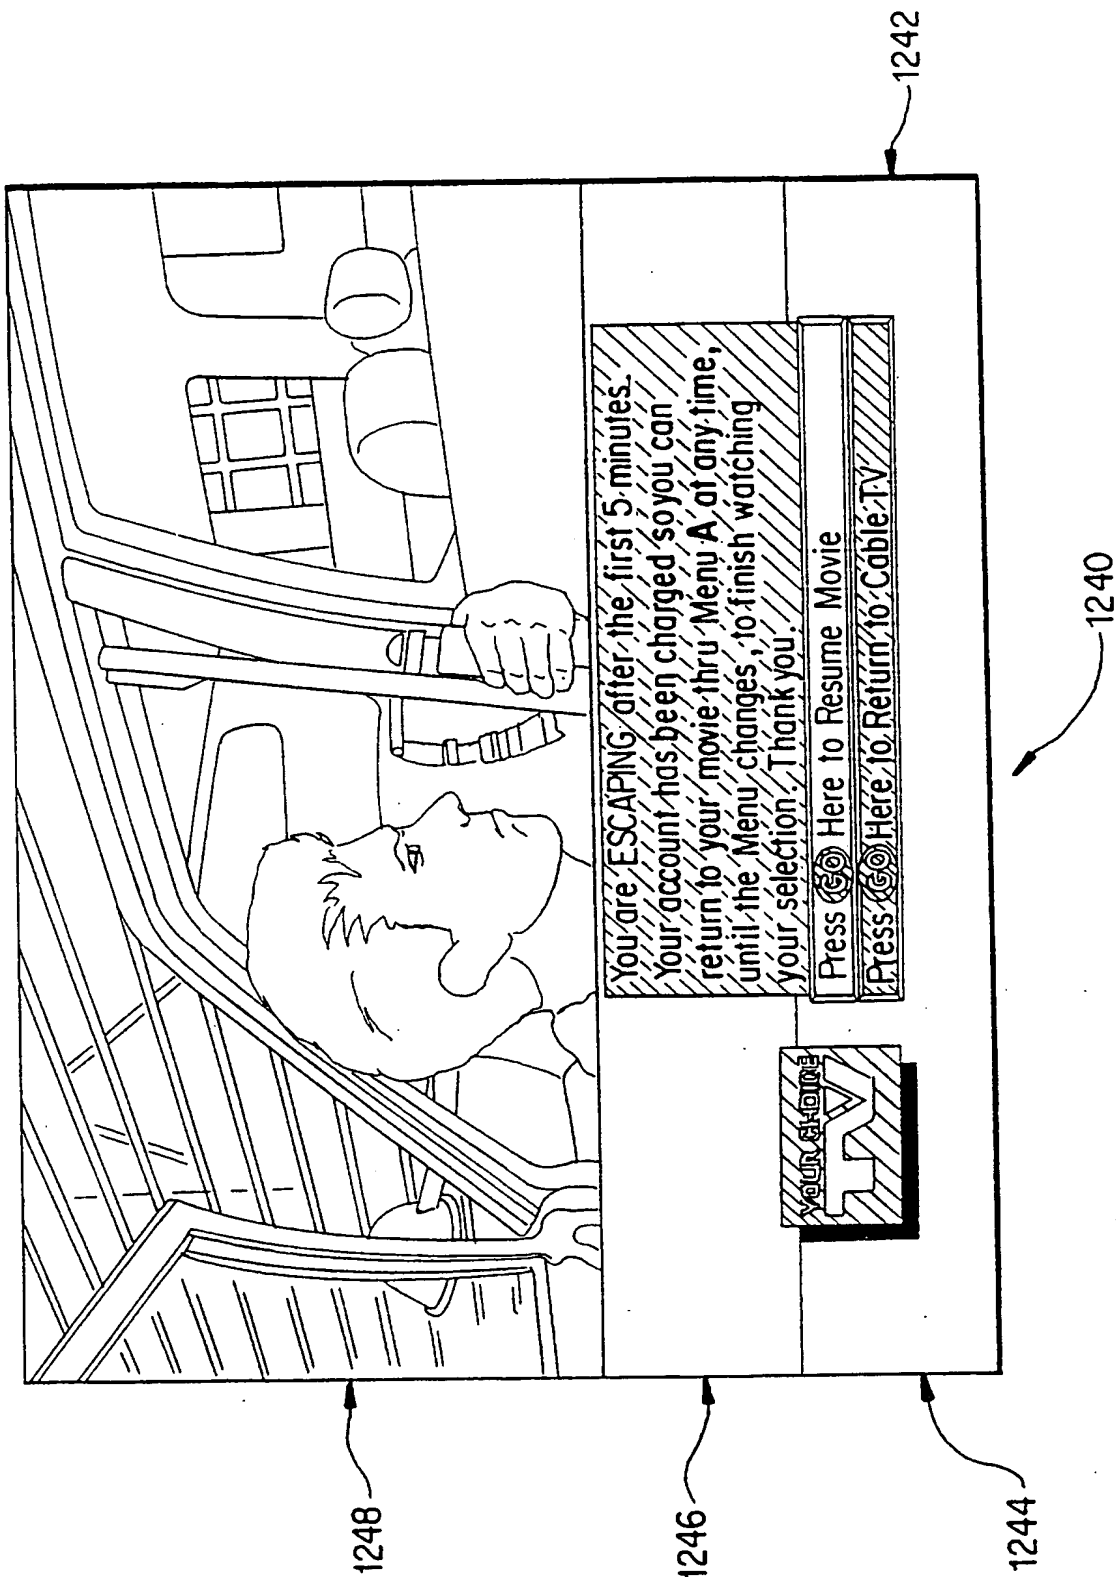 You are ESCAPING after the first 5 minutes.
Your account has been charged so you can
return to your movie thru Menu A at any time,
until the Menu changes, to finish watching
your selection. Thank you.
Press GO Here to Resume Movie
Press GO Here to Return to Cable TV
YOUR CHOICE
TV
1248
1246
1244
1242
1240